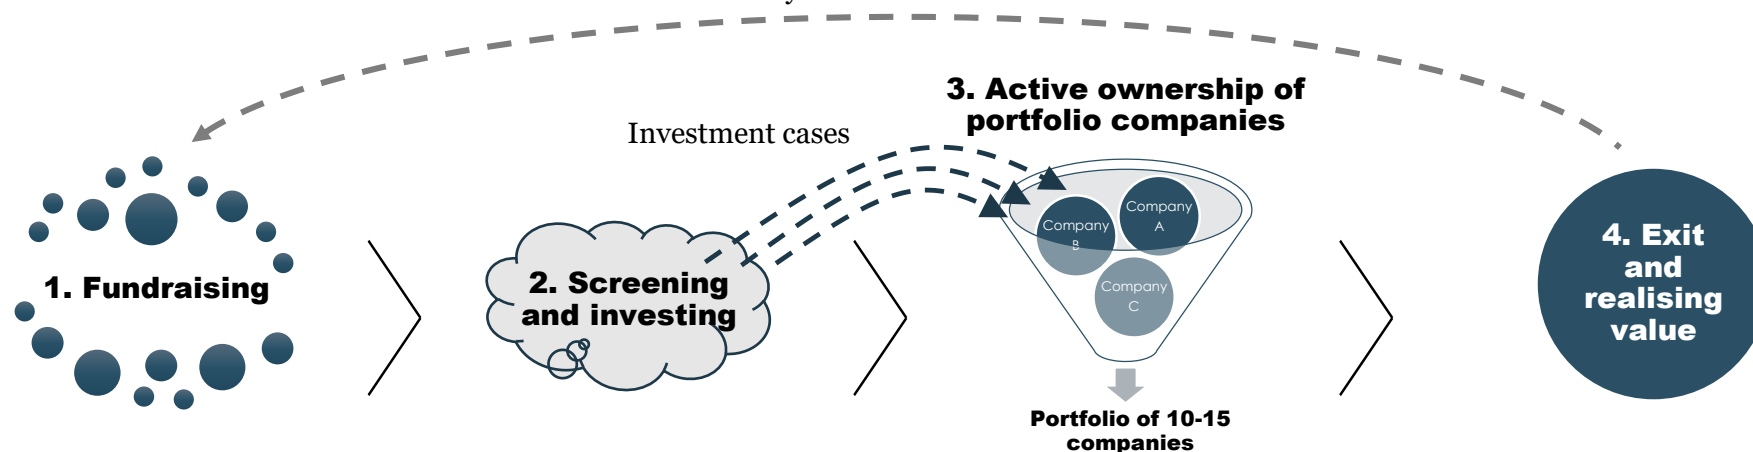 3. Active ownership of
portfolio companies
Investment cases
Company
A
Company
B
Company
C
1. Fundraising
2. Screening
and investing
4. Exit
and
realising
value
Portfolio of 10-15
companies